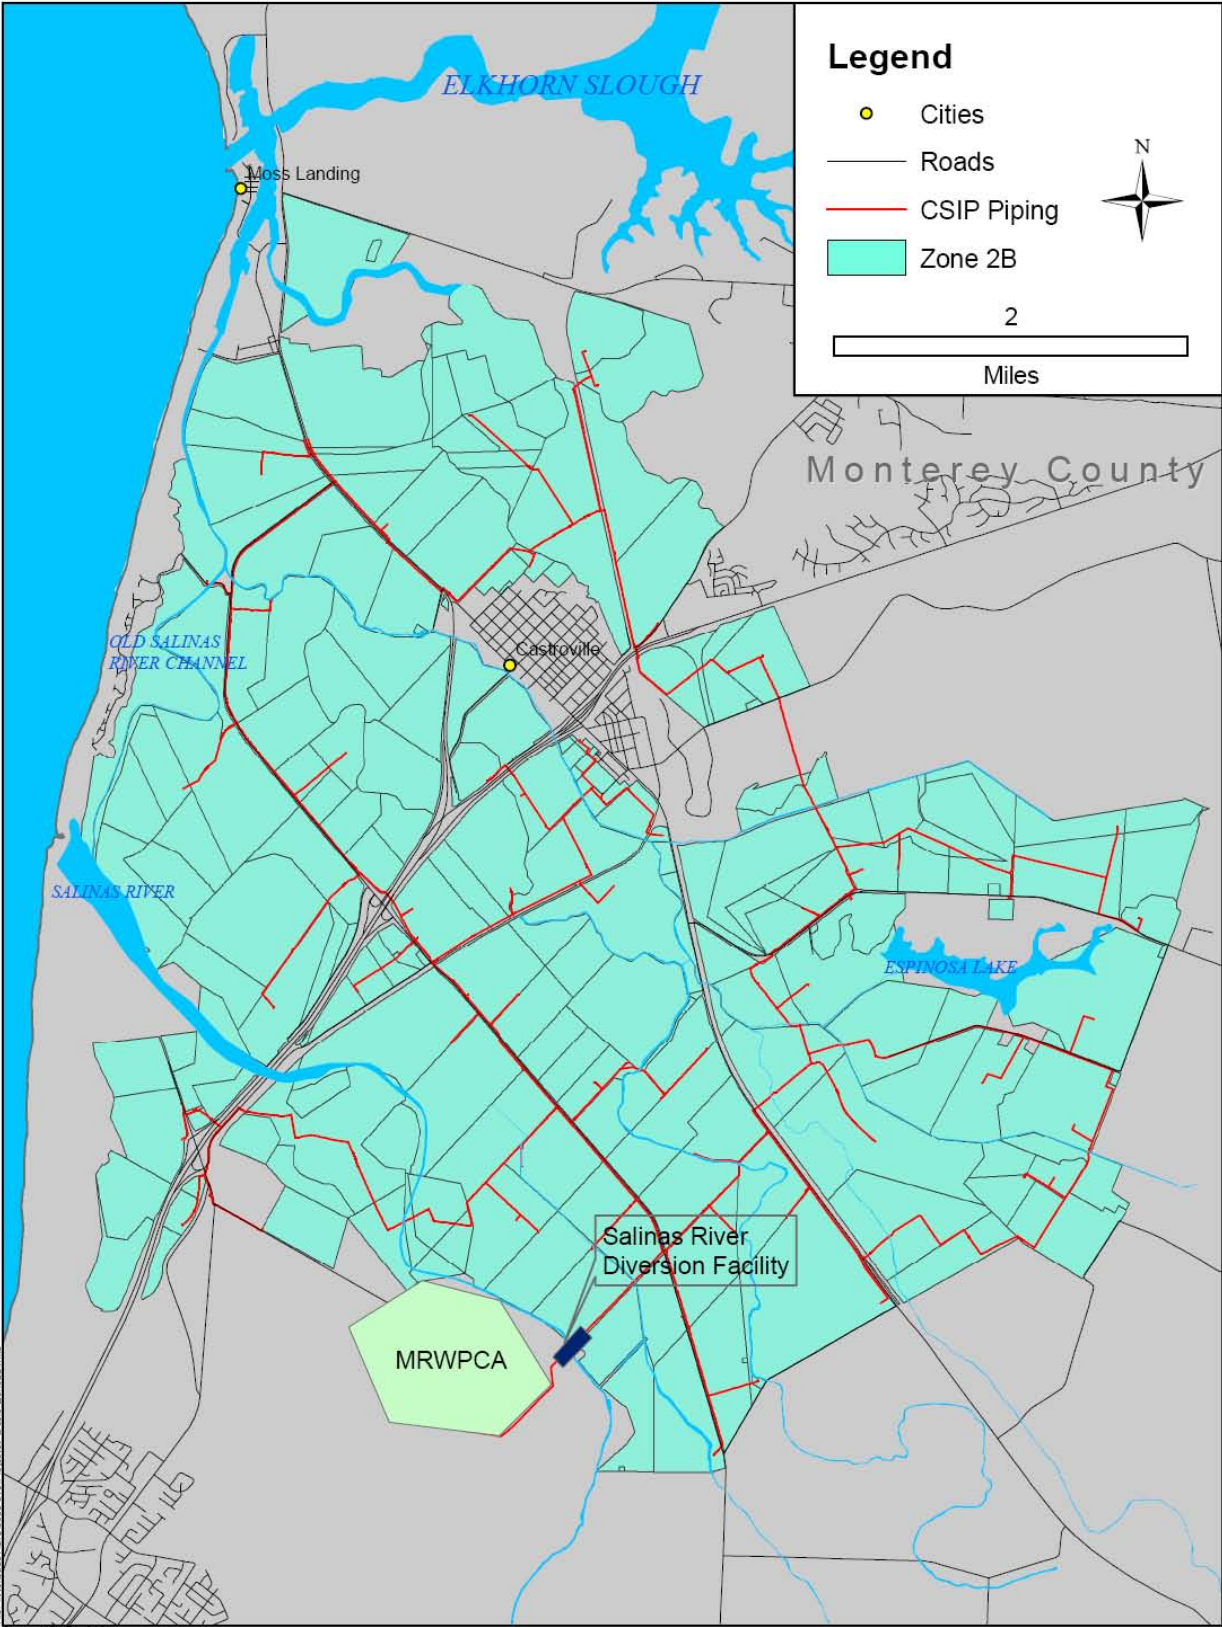 Legend
Cities
Roads
CSIP Piping
Zone 2B
N
2
Miles
ELKHORN SLOUGH
Moss Landing
Monterey County
OLD SALINAS
RIVER CHANNEL
Castroville
SALINAS RIVER
ESPINOSA LAKE
Salinas River
Diversion Facility
MRWPCA